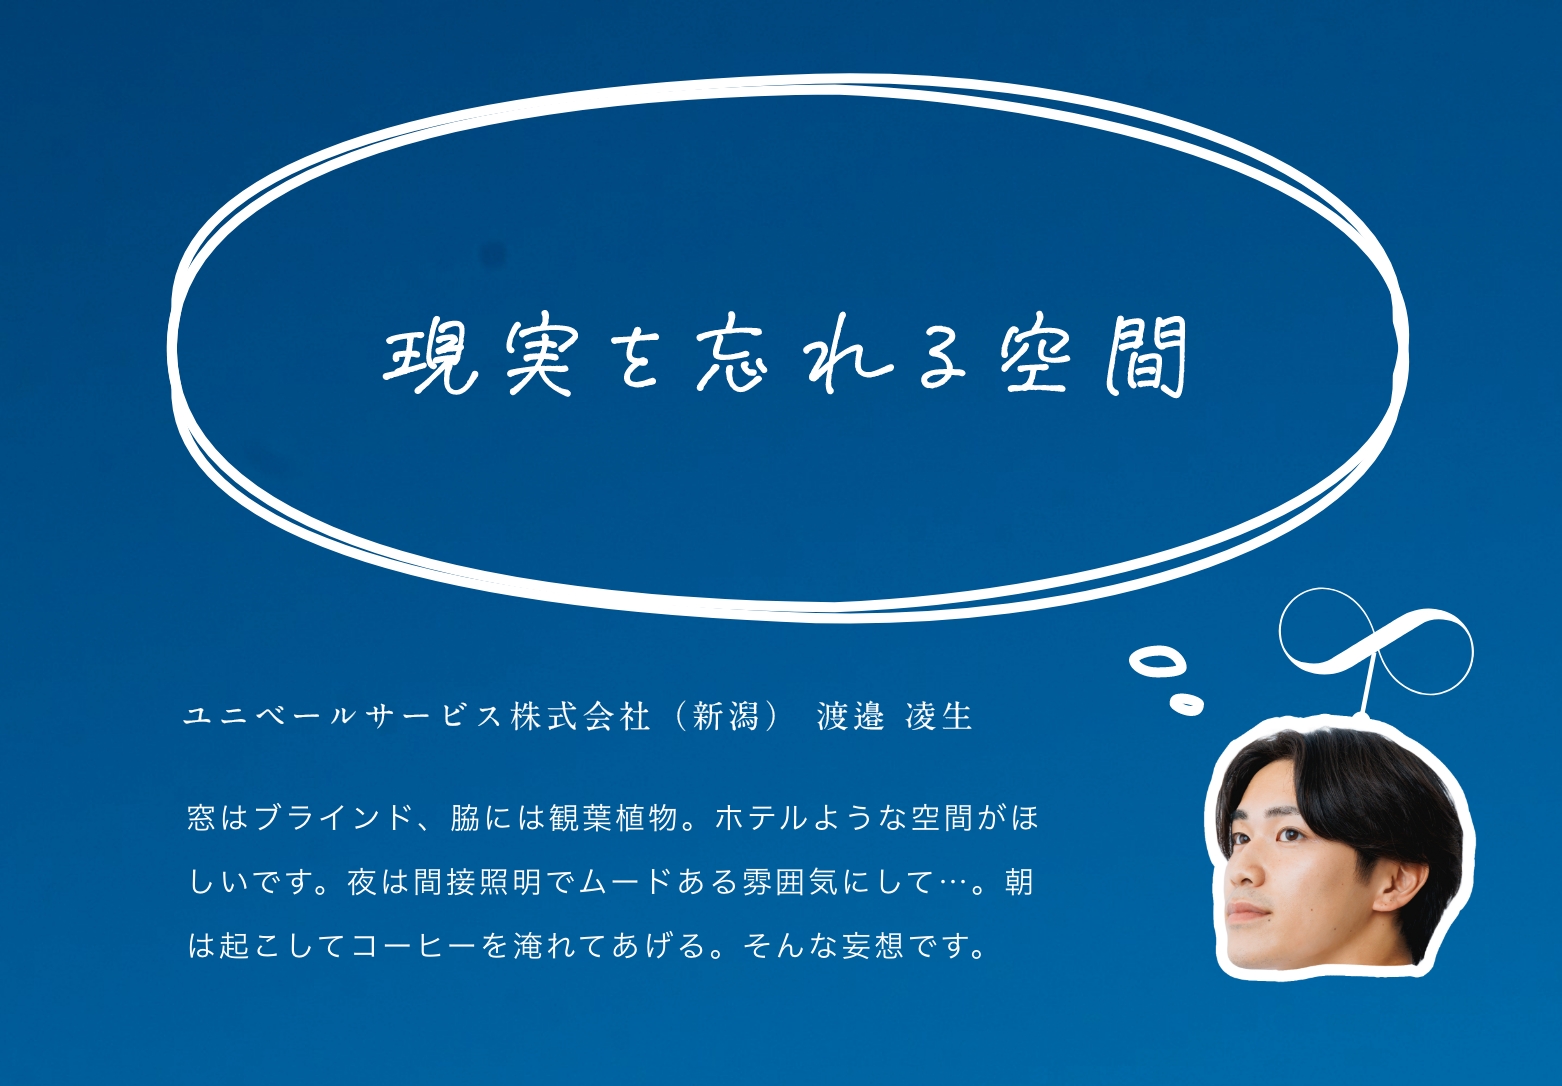 現実を忘れる空間
ユニベールサービス株式会社（新潟） 渡邉 凌生
窓はブラインド、脇には観葉植物。ホテルような空間がほ
しいです。夜は間接照明でムードある雰囲気にして…。朝
は起こしてコーヒーを淹れてあげる。そんな妄想です。